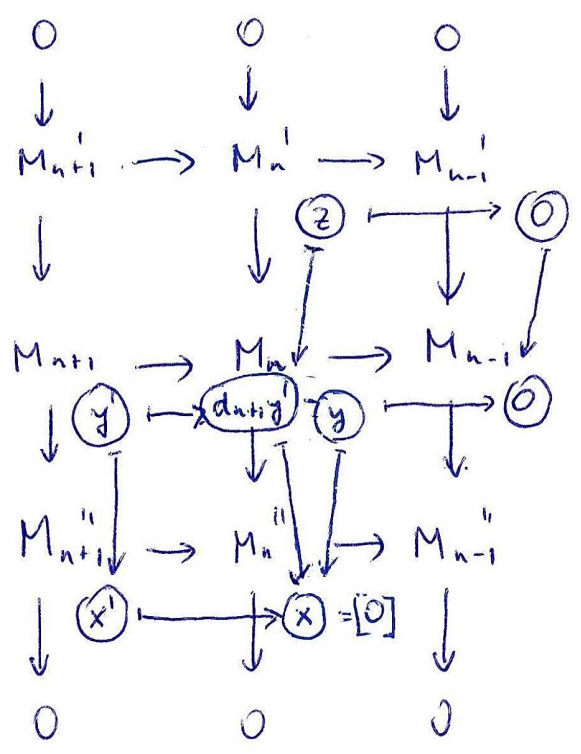 0 0 0
↓ ↓ ↓
M'ₙ₊₁ → M'ₙ → M'ₙ₋₁
z ↦ 0
↓ ↓ ↓
Mₙ₊₁ → Mₙ → Mₙ₋₁
y' ↦ dₙ₊₁y' - y ↦ 0
↓ ↓ ↓
M''ₙ₊₁ → M''ₙ → M''ₙ₋₁
x' ↦ x =[0]
↓ ↓ ↓
0 0 0